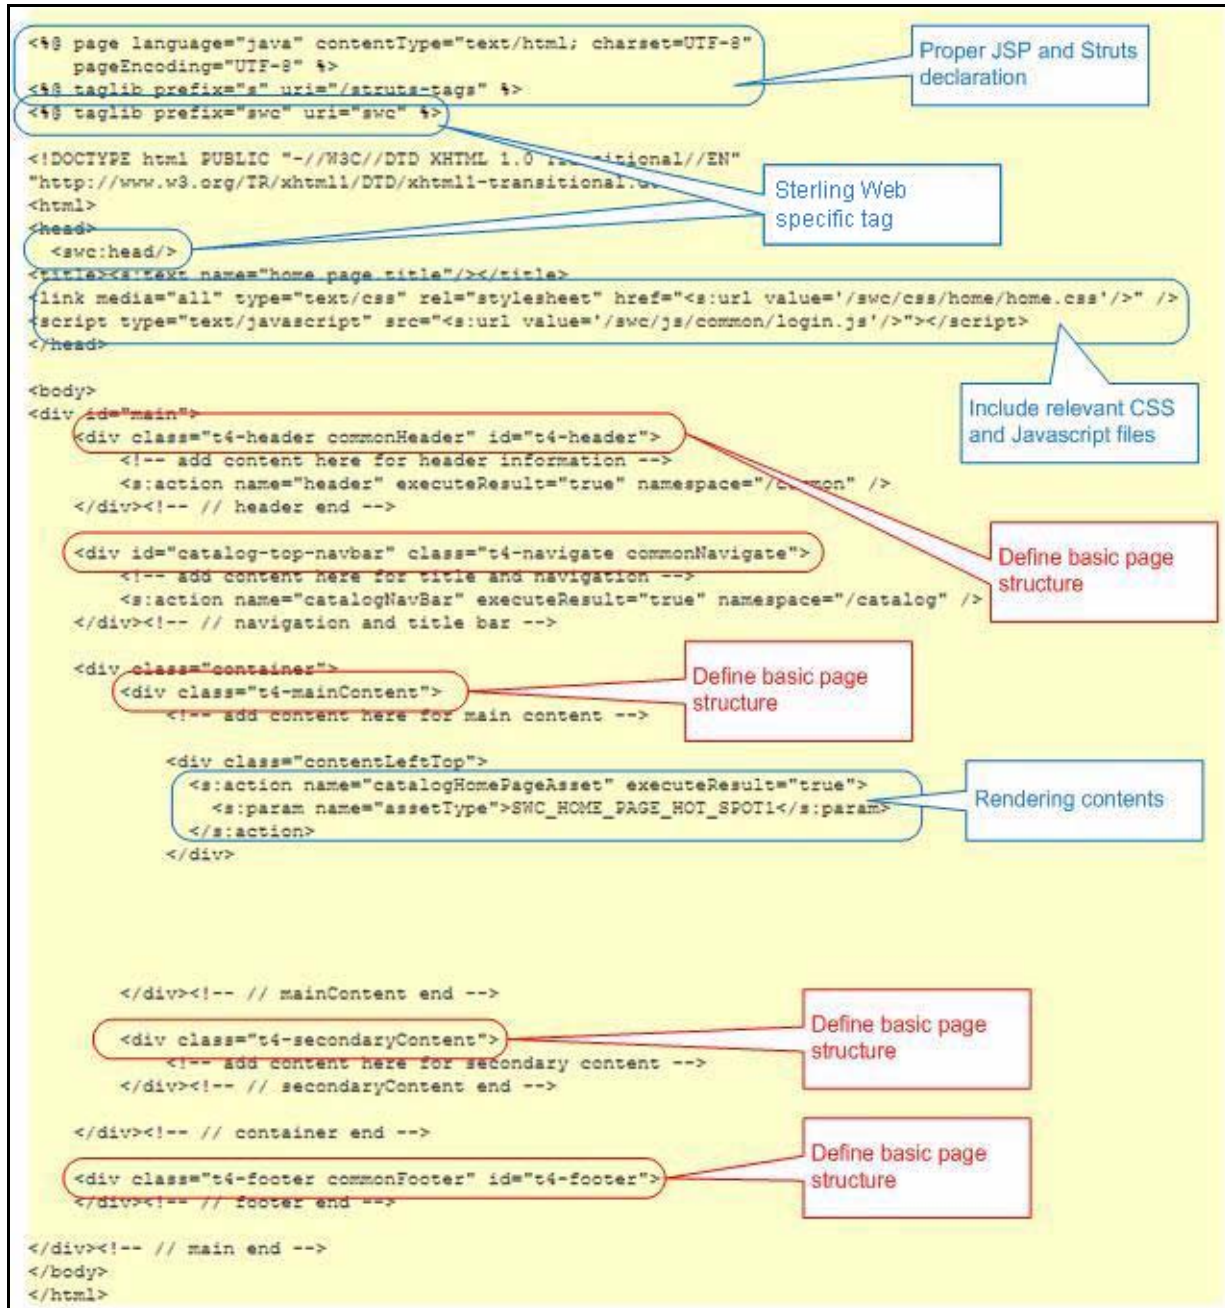 <%@ page language="java" contentType="text/html; charset=UTF-8"
pageEncoding="UTF-8" %>
<%@ taglib prefix="s" uri="/struts-tags" %>
<%@ taglib prefix="swc" uri="swc" %>
Proper JSP and Struts
declaration
<!DOCTYPE html PUBLIC "-//W3C//DTD XHTML 1.0 Transitional//EN"
"http://www.w3.org/TR/xhtml1/DTD/xhtml1-transitional.d
<html>
<head>
<swc:head/>
Sterling Web
specific tag
<title><s:text name="home.page.title"/></title>
<link media="all" type="text/css" rel="stylesheet" href="<s:url value='/swc/css/home/home.css'/>" />
<script type="text/javascript" src="<s:url value='/swc/js/common/login.js'/>"></script>
</head>
Include relevant CSS
and Javascript files
<body>
<div id="main">
<div class="t4-header commonHeader" id="t4-header">
<!-- add content here for header information -->
<s:action name="header" executeResult="true" namespace="/common" />
</div><!-- // header end -->
Define basic page
structure
<div id="catalog-top-navbar" class="t4-navigate commonNavigate">
<!-- add content here for title and navigation -->
<s:action name="catalogNavBar" executeResult="true" namespace="/catalog" />
</div><!-- // navigation and title bar -->
<div class="container">
<div class="t4-mainContent">
<!-- add content here for main content -->
Define basic page
structure
<div class="contentLeftTop">
<s:action name="catalogHomePageAsset" executeResult="true">
<s:param name="assetType">SWC_HOME_PAGE_HOT_SPOT1</s:param>
</s:action>
</div>
Rendering contents
</div><!-- // mainContent end -->
<div class="t4-secondaryContent">
<!-- add content here for secondary content -->
</div><!-- // secondaryContent end -->
Define basic page
structure
</div><!-- // container end -->
<div class="t4-footer commonFooter" id="t4-footer">
</div><!-- // footer end -->
Define basic page
structure
</div><!-- // main end -->
</body>
</html>